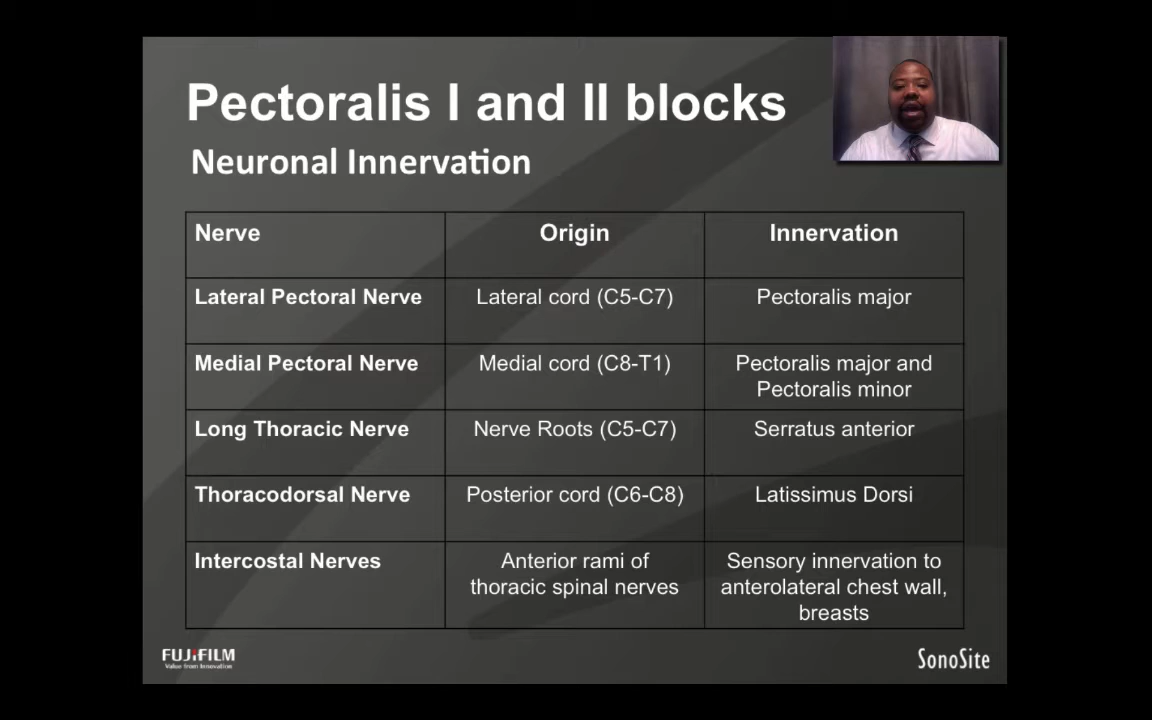 Pectoralis I and II blocks
Neuronal Innervation
Nerve Origin Innervation
Lateral Pectoral Nerve Lateral cord (C5-C7) Pectoralis major
Medial Pectoral Nerve Medial cord (C8-T1) Pectoralis major and
Pectoralis minor
Long Thoracic Nerve Nerve Roots (C5-C7) Serratus anterior
Thoracodorsal Nerve Posterior cord (C6-C8) Latissimus Dorsi
Intercostal Nerves Anterior rami of Sensory innervation to
thoracic spinal nerves anterolateral chest wall,
breasts
FUJIFILM
Value from Innovation
SonoSite